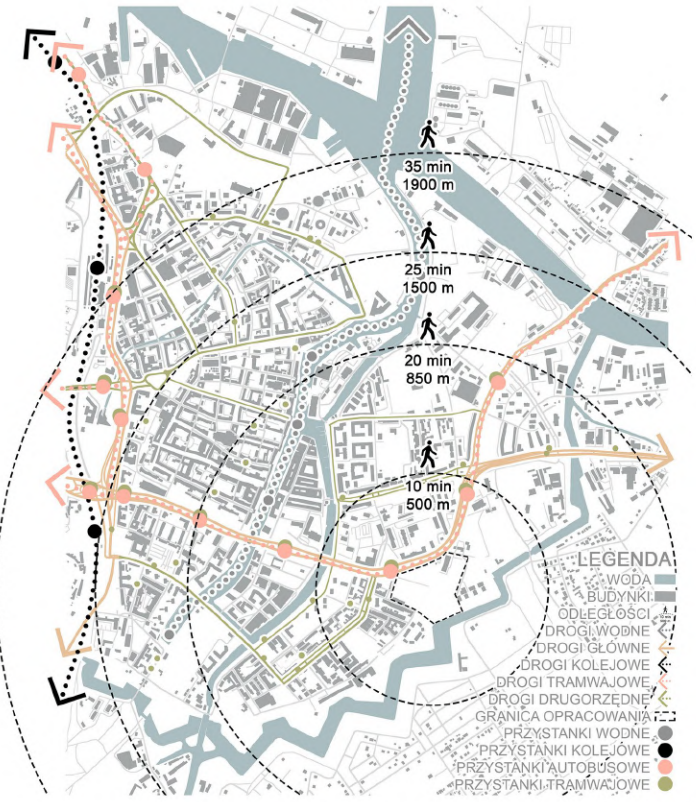 35 min
1900 m
25 min
1500 m
20 min
850 m
10 min
500 m
LEGENDA
WODA
BUDYNKI
ODLEGŁOŚCI
DROGI WODNE
DROGI GŁÓWNE
DROGI KOLEJOWE
DROGI TRAMWAJOWE
DROGI DRUGORZĘDNE
GRANICA OPRACOWANIA
PRZYSTANKI WODNE
PRZYSTANKI KOLEJOWE
PRZYSTANKI AUTOBUSOWE
PRZYSTANKI TRAMWAJOWE